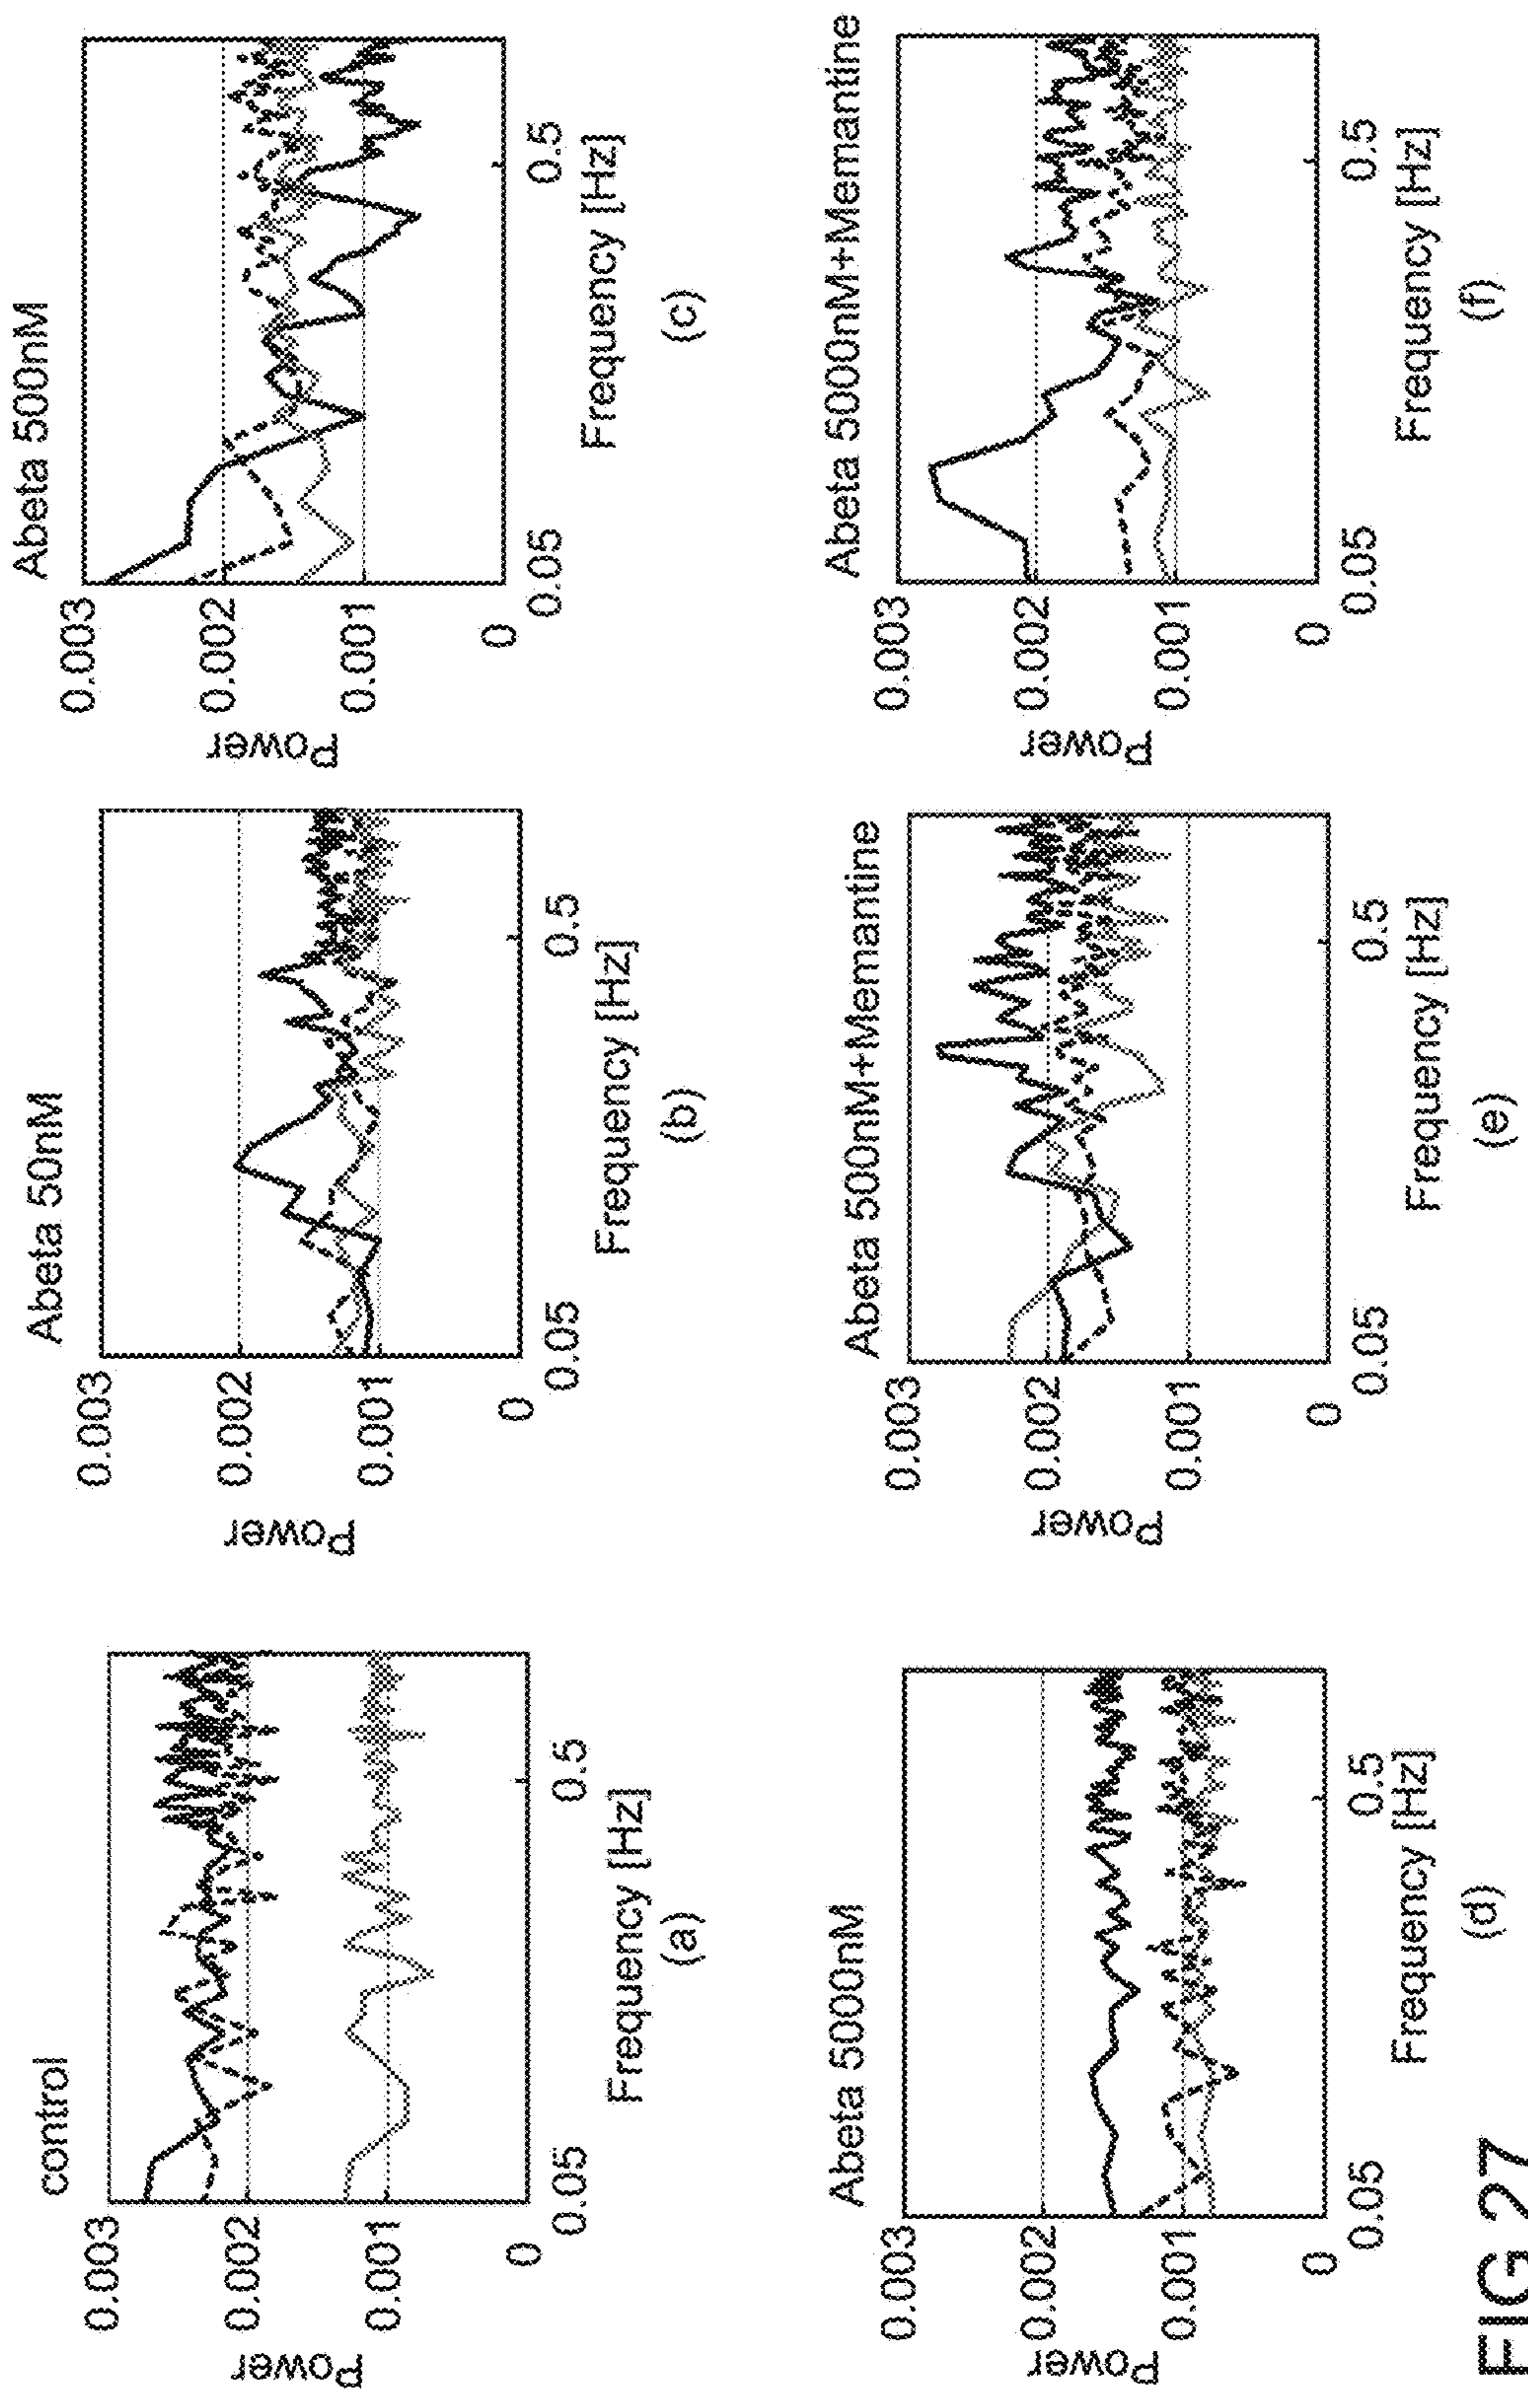 control
Power
0.003
0.002
0.001
0
0.05
0.5
Frequency [Hz]
(a)
Abeta 50nM
Power
0.003
0.002
0.001
0
0.05
0.5
Frequency [Hz]
(b)
Abeta 500nM
Power
0.003
0.002
0.001
0
0.05
0.5
Frequency [Hz]
(c)
Abeta 5000nM
Power
0.003
0.002
0.001
0
0.05
0.5
Frequency [Hz]
(d)
Abeta 500nM+Memantine
Power
0.003
0.002
0.001
0
0.05
0.5
Frequency [Hz]
(e)
Abeta 5000nM+Memantine
Power
0.003
0.002
0.001
0
0.05
0.5
Frequency [Hz]
(f)
FIG 27